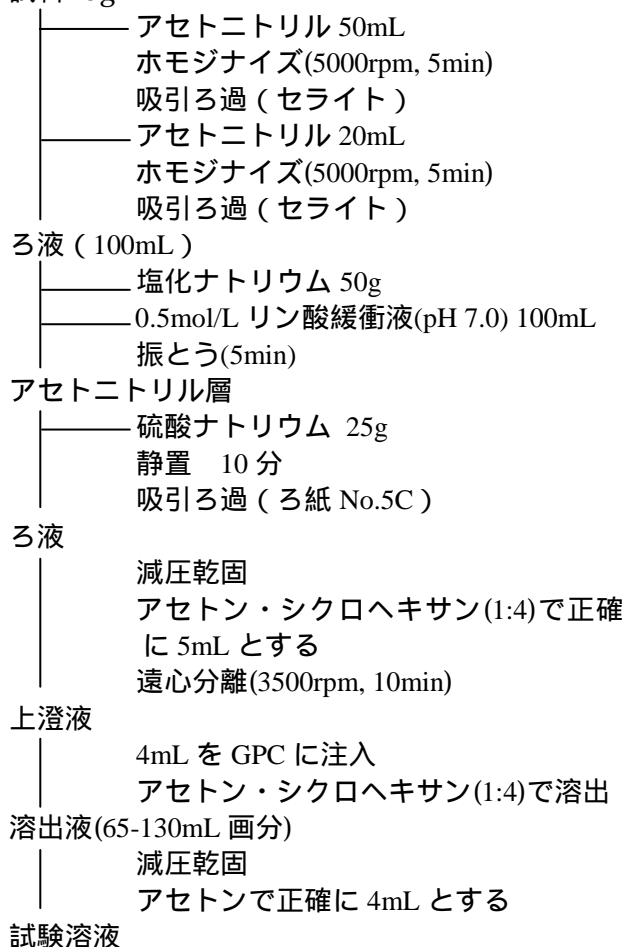 アセトニトリル 50mL
ホモジナイズ(5000rpm, 5min)
吸引ろ過 ( セライト )
アセトニトリル 20mL
ホモジナイズ(5000rpm, 5min)
吸引ろ過 ( セライト )
ろ液 ( 100mL )
塩化ナトリウム 50g
0.5mol/L リン酸緩衝液(pH 7.0) 100mL
振とう(5min)
アセトニトリル層
硫酸ナトリウム 25g
静置 10 分
吸引ろ過 ( ろ紙 No.5C )
ろ液
減圧乾固
アセトン・シクロヘキサン(1:4)で正確
に 5mL とする
遠心分離(3500rpm, 10min)
上澄液
4mL を GPC に注入
アセトン・シクロヘキサン(1:4)で溶出
溶出液(65-130mL 画分)
減圧乾固
アセトンで正確に 4mL とする
試験溶液